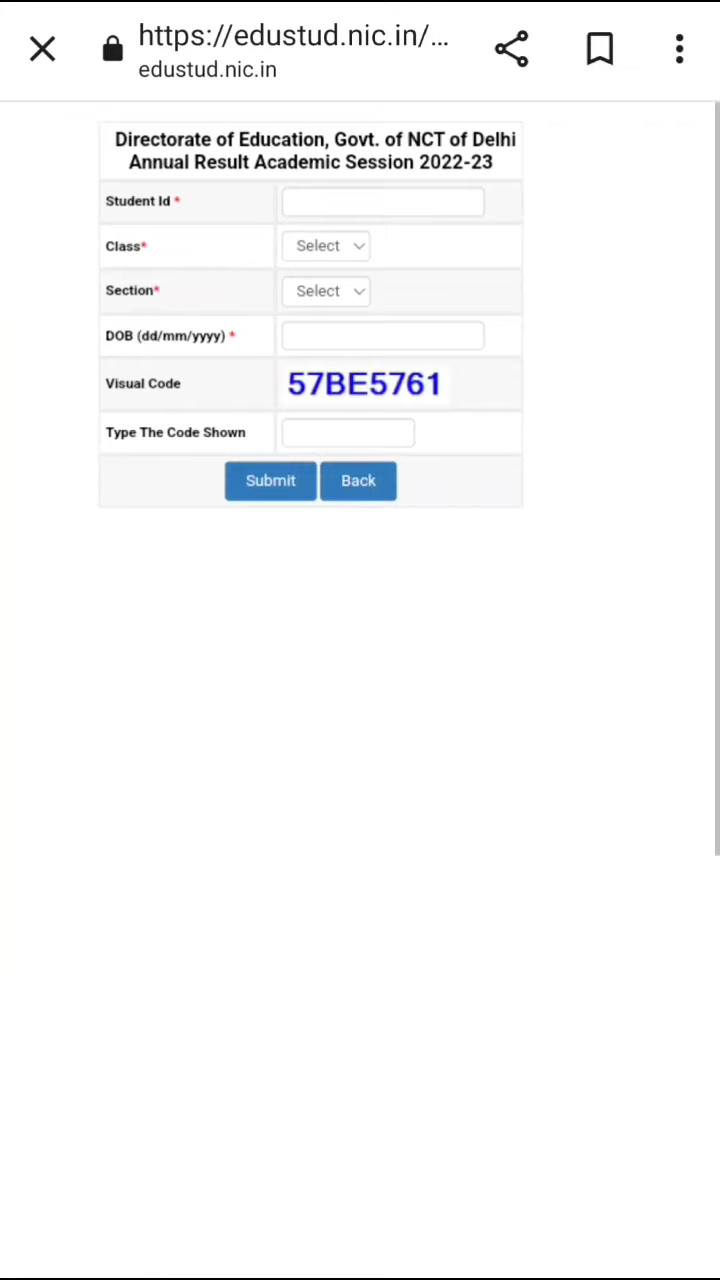 https://edustud.nic.in/...
edustud.nic.in
Directorate of Education, Govt. of NCT of Delhi
Annual Result Academic Session 2022-23
Student Id *
Class* Select
Section* Select
DOB (dd/mm/yyyy) *
Visual Code 57BE5761
Type The Code Shown
Submit Back